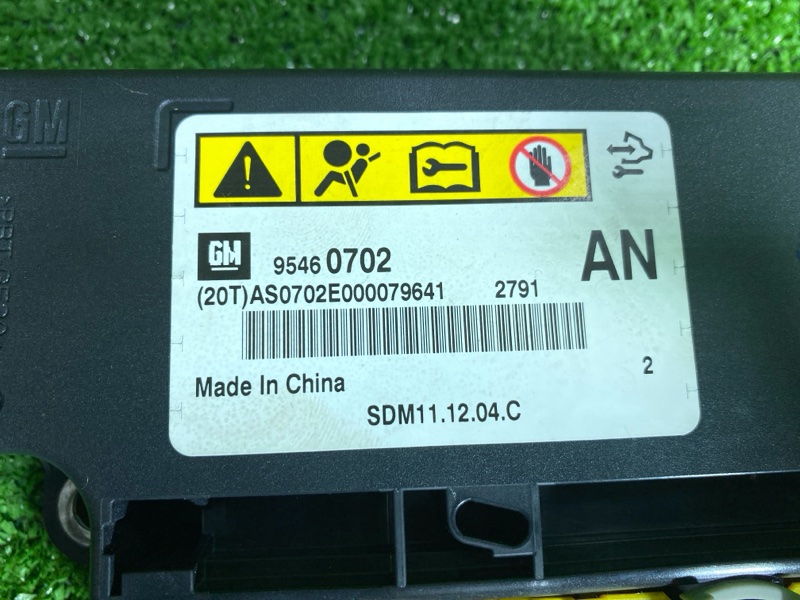 GM
GM 9546 0702 AN
(20T)AS0702E000079641 2791
2
Made In China
SDM11.12.04.C